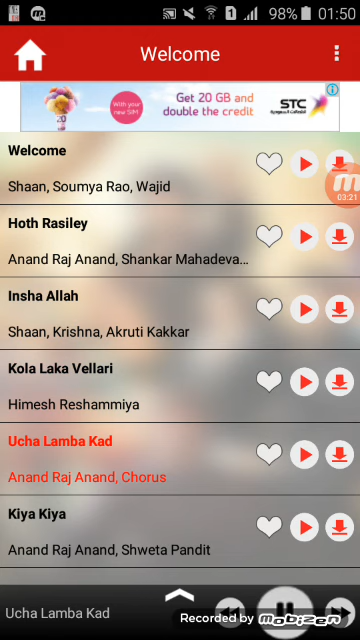 1 98% 01:50
Welcome
20
With your
new SIM
Get 20 GB and
double the credit
STC
Welcome
Shaan, Soumya Rao, Wajid
03:21
Hoth Rasiley
Anand Raj Anand, Shankar Mahadeva...
Insha Allah
Shaan, Krishna, Akruti Kakkar
Kola Laka Vellari
Himesh Reshammiya
Ucha Lamba Kad
Anand Raj Anand, Chorus
Kiya Kiya
Anand Raj Anand, Shweta Pandit
Ucha Lamba Kad
Recorded by mobizen